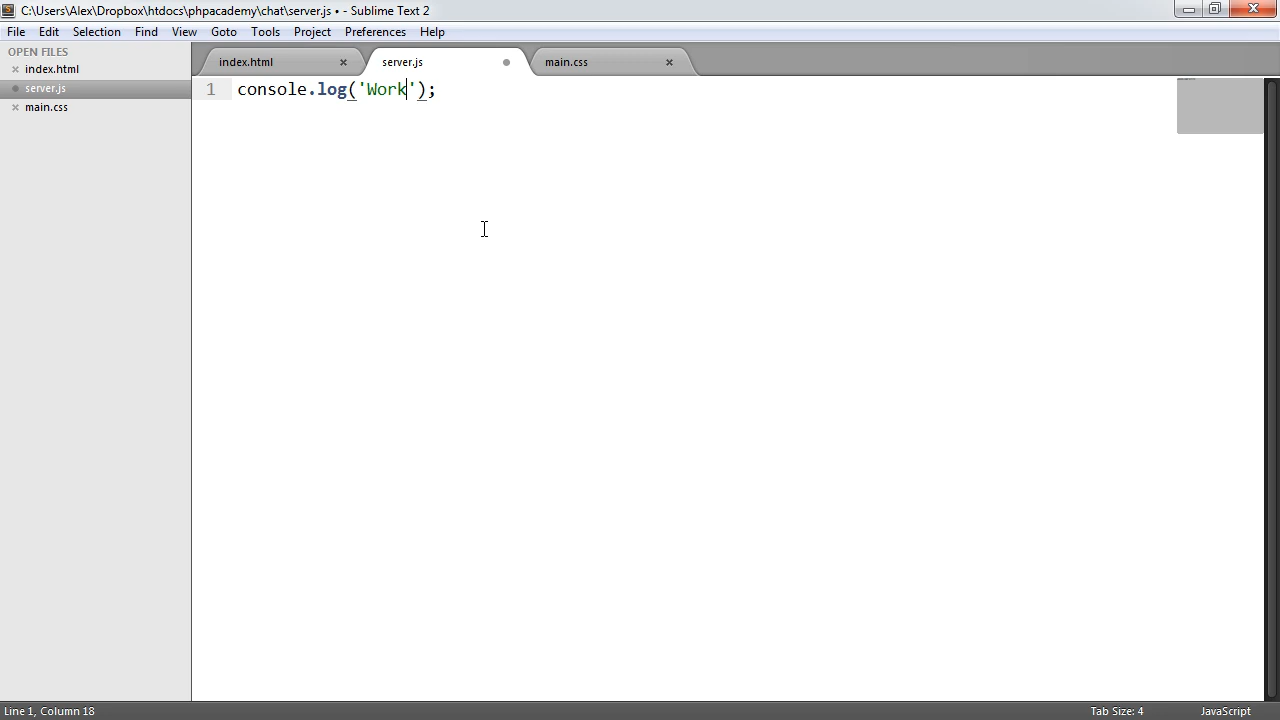 C:\Users\Alex\Dropbox\htdocs\phpacademy\chat\server.js • - Sublime Text 2
File Edit Selection Find View Goto Tools Project Preferences Help
OPEN FILES
index.html
server.js
main.css
index.html server.js main.css
1 console.log('Work');
Line 1, Column 18 Tab Size: 4 JavaScript